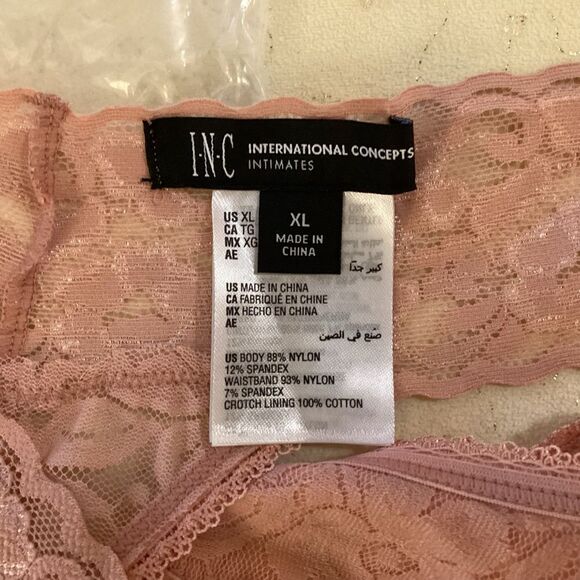 I·N·C INTERNATIONAL CONCEPTS
INTIMATES
XL
MADE IN
CHINA
US XL
CA TG
MX XG
AE
كبير جداً
US MADE IN CHINA
CA FABRIQUÉ EN CHINE
MX HECHO EN CHINA
AE
صنع في الصين
US BODY 88% NYLON
12% SPANDEX
WAISTBAND 93% NYLON
7% SPANDEX
CROTCH LINING 100% COTTON